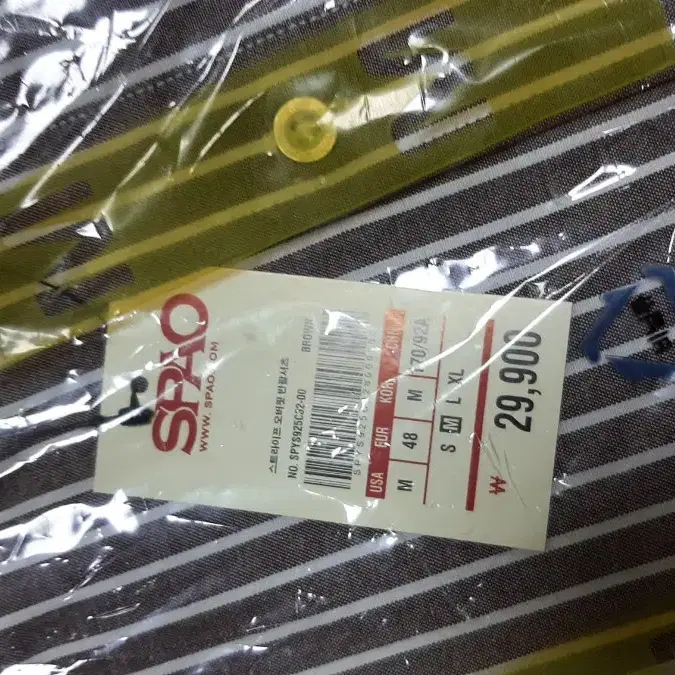 SPAO
WWW.SPAO.COM
스트라이프 오버핏 반팔셔츠
NO. SPYS925C32-00
BROWN
USA EUR KOR
M 48 M 170/92A
S M L XL
₩ 29,900